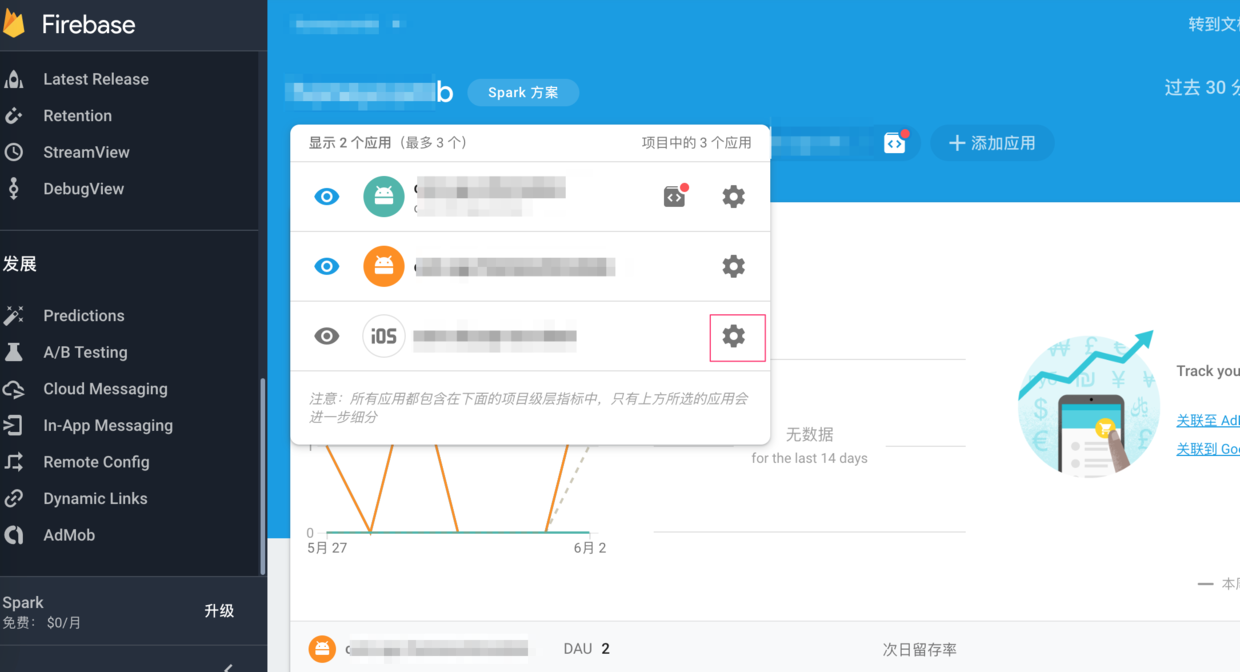 Firebase
Latest Release
Retention
StreamView
DebugView
发展
Predictions
A/B Testing
Cloud Messaging
In-App Messaging
Remote Config
Dynamic Links
AdMob
Spark
免费： $0/月
升级
转到文
b
Spark 方案
过去 30 分
显示 2 个应用（最多 3 个）
项目中的 3 个应用
添加应用
iOS
注意：所有应用都包含在下面的项目级层指标中，只有上方所选的应用会
进一步细分
无数据
for the last 14 days
Track you
关联至 Ad
关联到 Goo
1
0
5月 27
6月 2
本
DAU 2
次日留存率